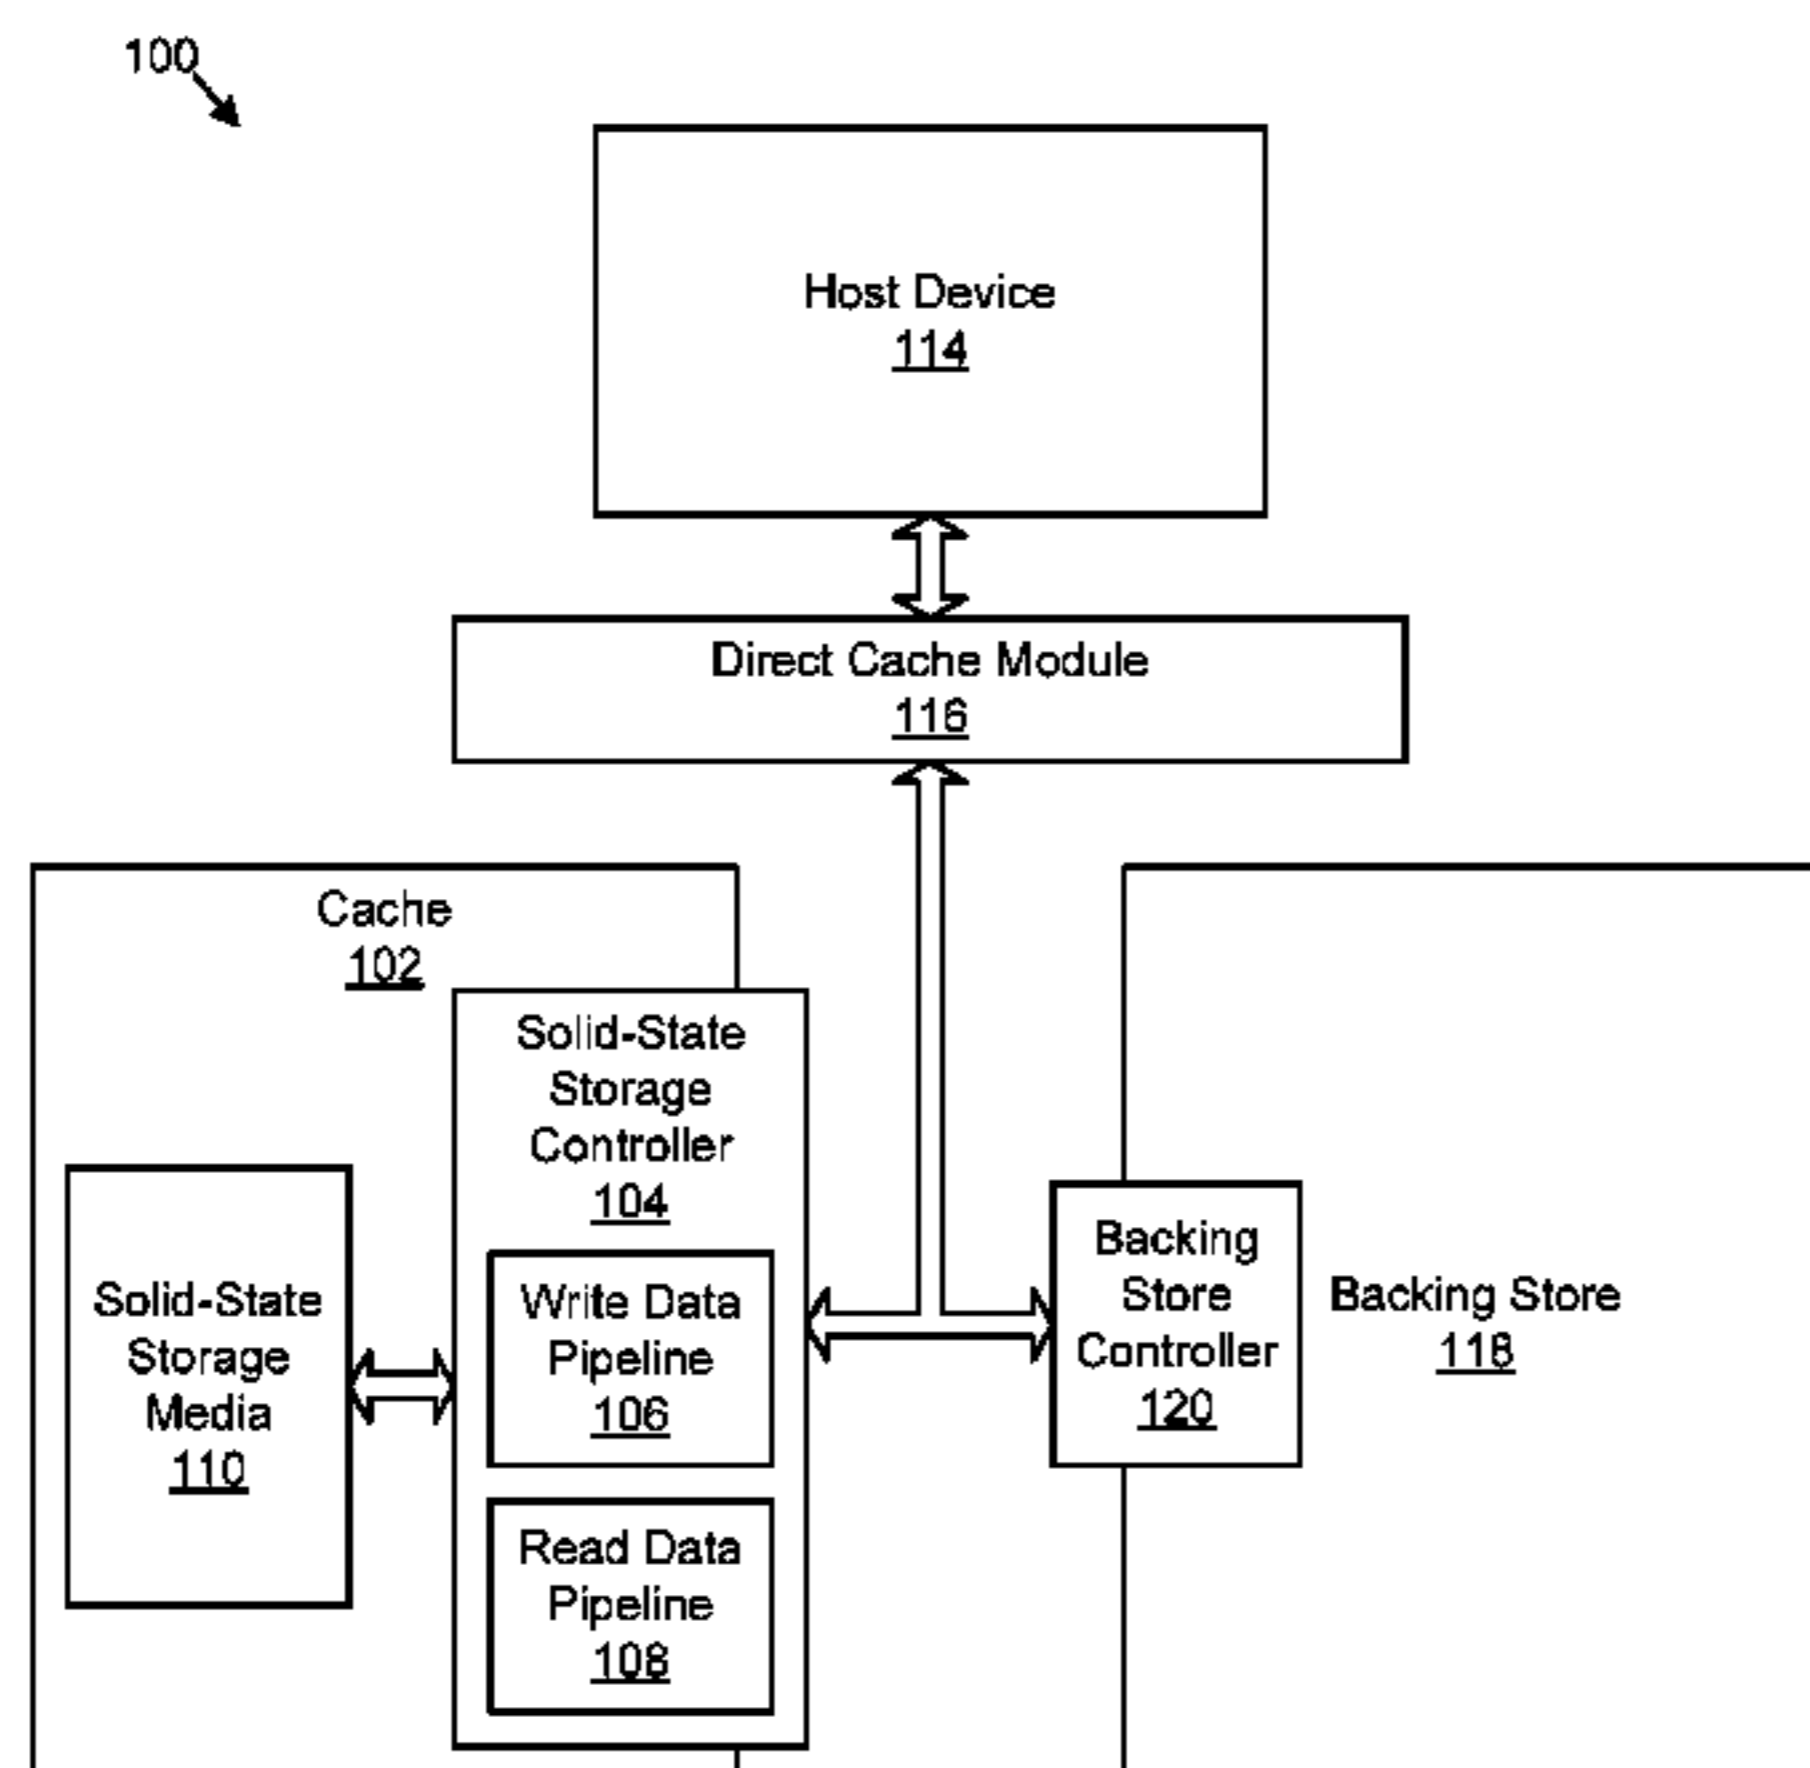 100
Host Device
114
Direct Cache Module
116
Cache
102
Solid-State
Storage
Controller
104
Solid-State
Storage
Media
110
Write Data
Pipeline
106
Read Data
Pipeline
108
Backing
Store
Controller
120
Backing Store
118